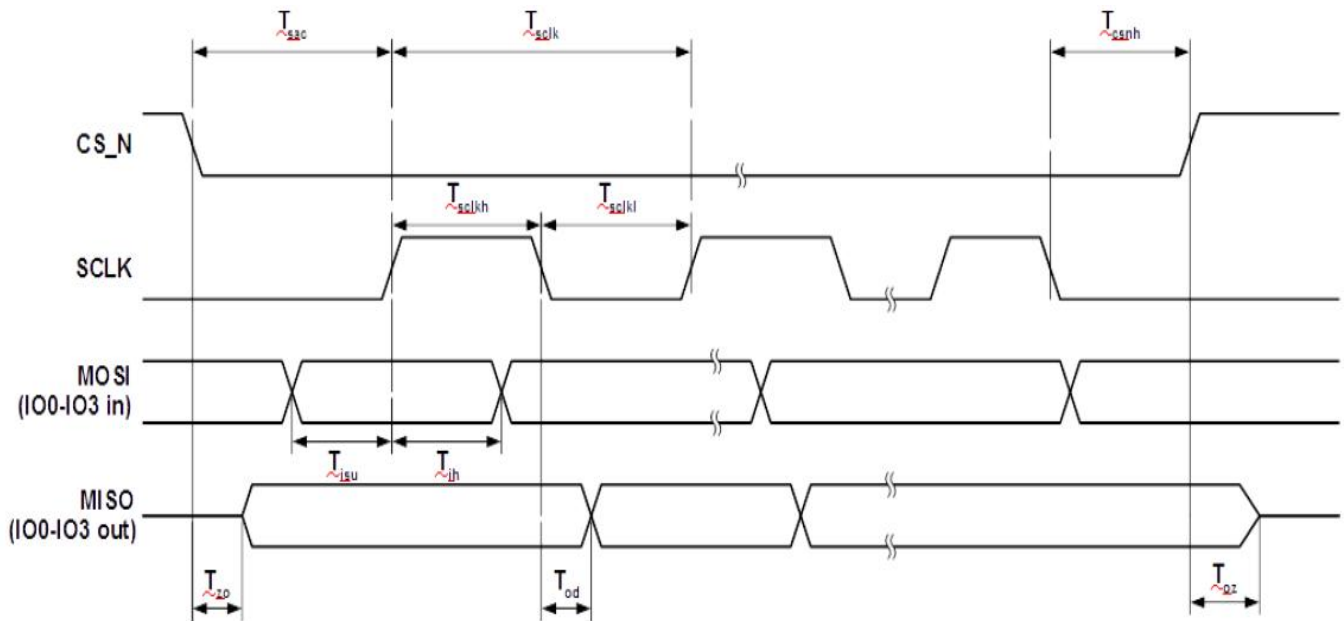 Tsac Tsclk Tcsnh
CS_N
Tsclkh Tsclkl
SCLK
MOSI
(IO0-IO3 in)
Tisu Tih
MISO
(IO0-IO3 out)
Tzo Tod Toz